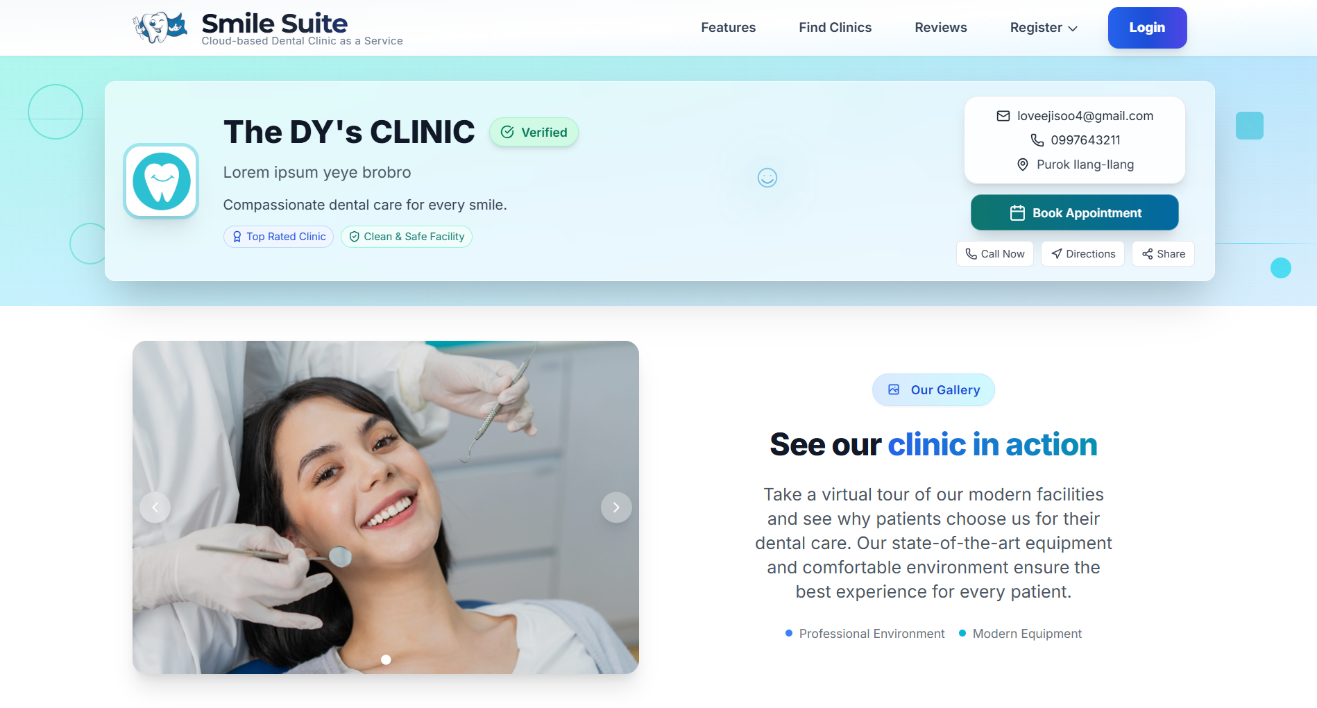 Smile Suite
Cloud-based Dental Clinic as a Service
Features
Find Clinics
Reviews
Register
Login
The DY's CLINIC
Verified
Lorem ipsum yeye brobro
Compassionate dental care for every smile.
Top Rated Clinic
Clean & Safe Facility
loveejisoo4@gmail.com
0997643211
Purok Ilang-Ilang
Book Appointment
Call Now
Directions
Share
Our Gallery
See our clinic in action
Take a virtual tour of our modern facilities
and see why patients choose us for their
dental care. Our state-of-the-art equipment
and comfortable environment ensure the
best experience for every patient.
Professional Environment
Modern Equipment